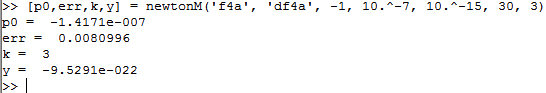 >> [p0,err,k,y] = newtonM('f4a', 'df4a', -1, 10.^-7, 10.^-15, 30, 3)
p0 = -1.4171e-007
err = 0.0080996
k = 3
y = -9.5291e-022
>>